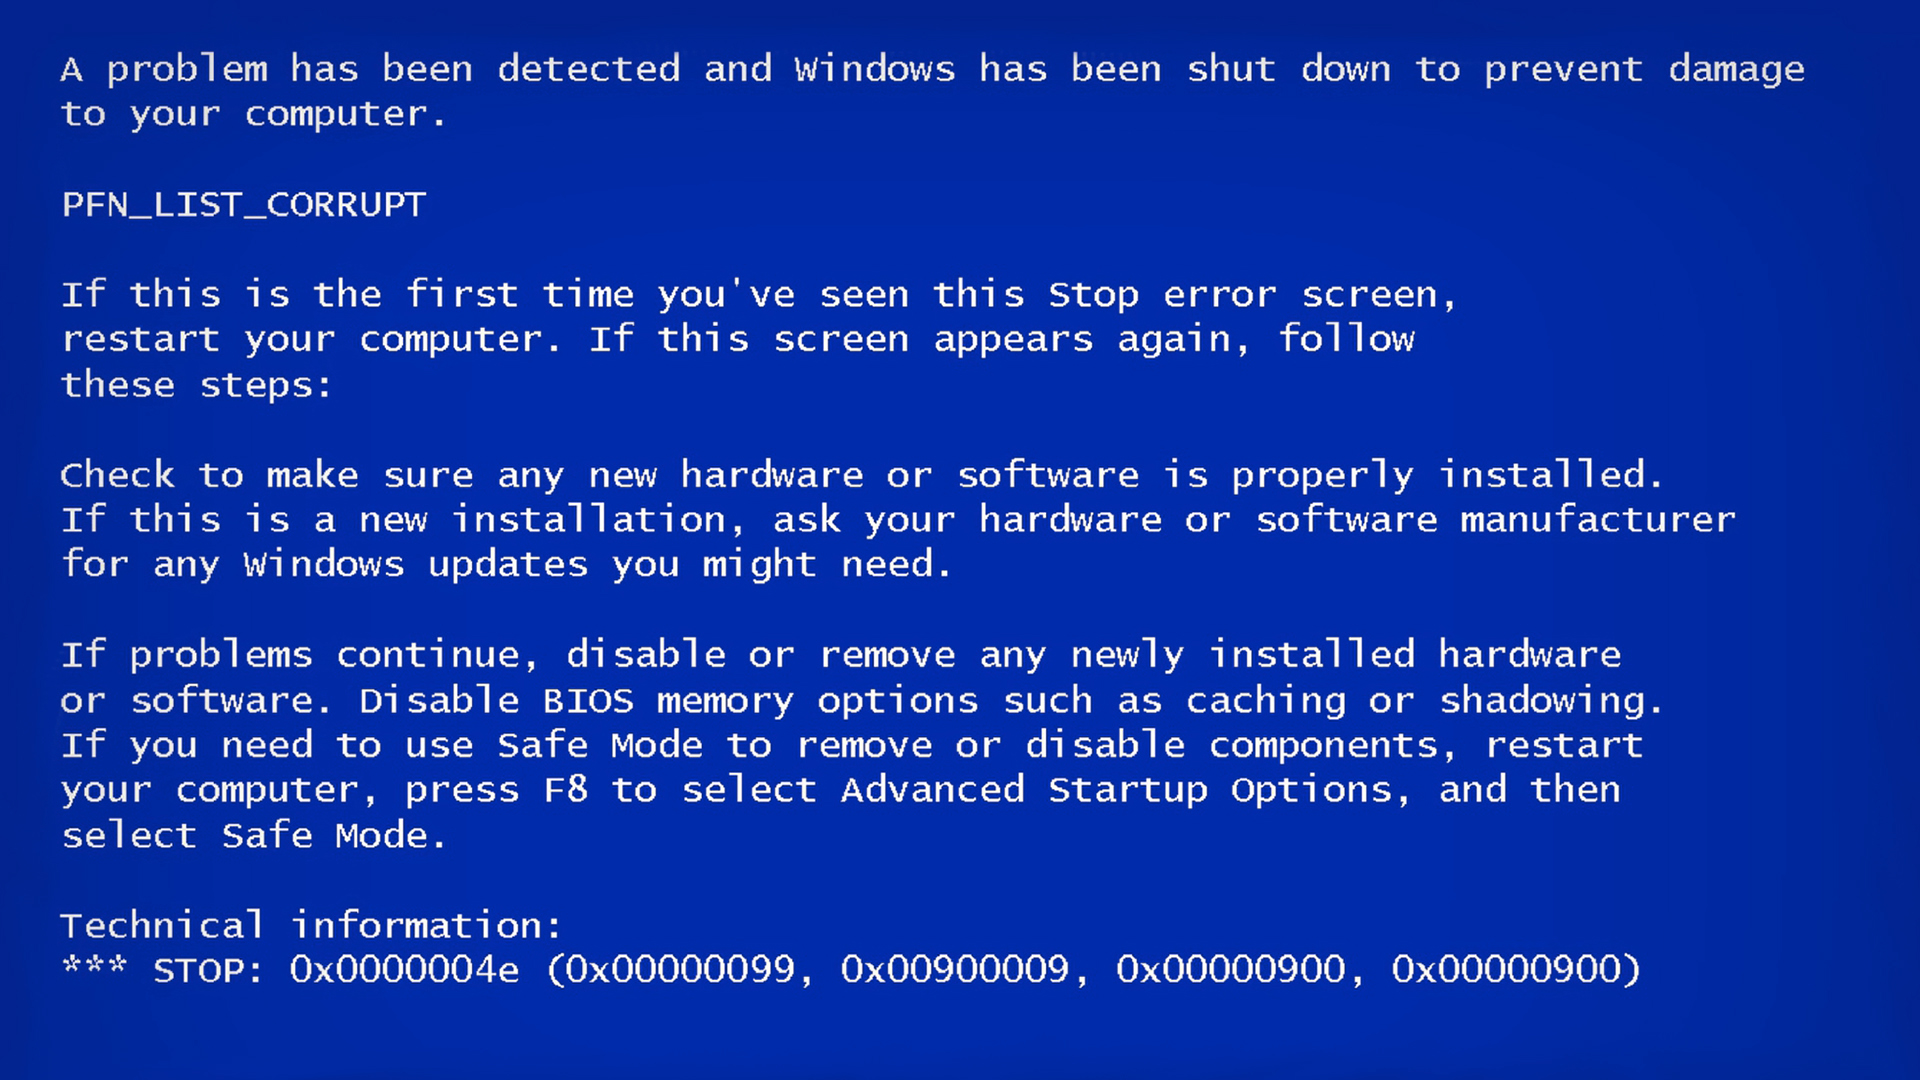 A problem has been detected and Windows has been shut down to prevent damage
to your computer.
PFN_LIST_CORRUPT
If this is the first time you've seen this Stop error screen,
restart your computer. If this screen appears again, follow
these steps:
Check to make sure any new hardware or software is properly installed.
If this is a new installation, ask your hardware or software manufacturer
for any Windows updates you might need.
If problems continue, disable or remove any newly installed hardware
or software. Disable BIOS memory options such as caching or shadowing.
If you need to use Safe Mode to remove or disable components, restart
your computer, press F8 to select Advanced Startup Options, and then
select Safe Mode.
Technical information:
*** STOP: 0x0000004e (0x00000099, 0x00900009, 0x00000900, 0x00000900)